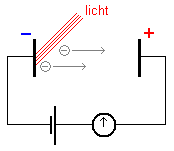 licht
− +
⊖
⊖